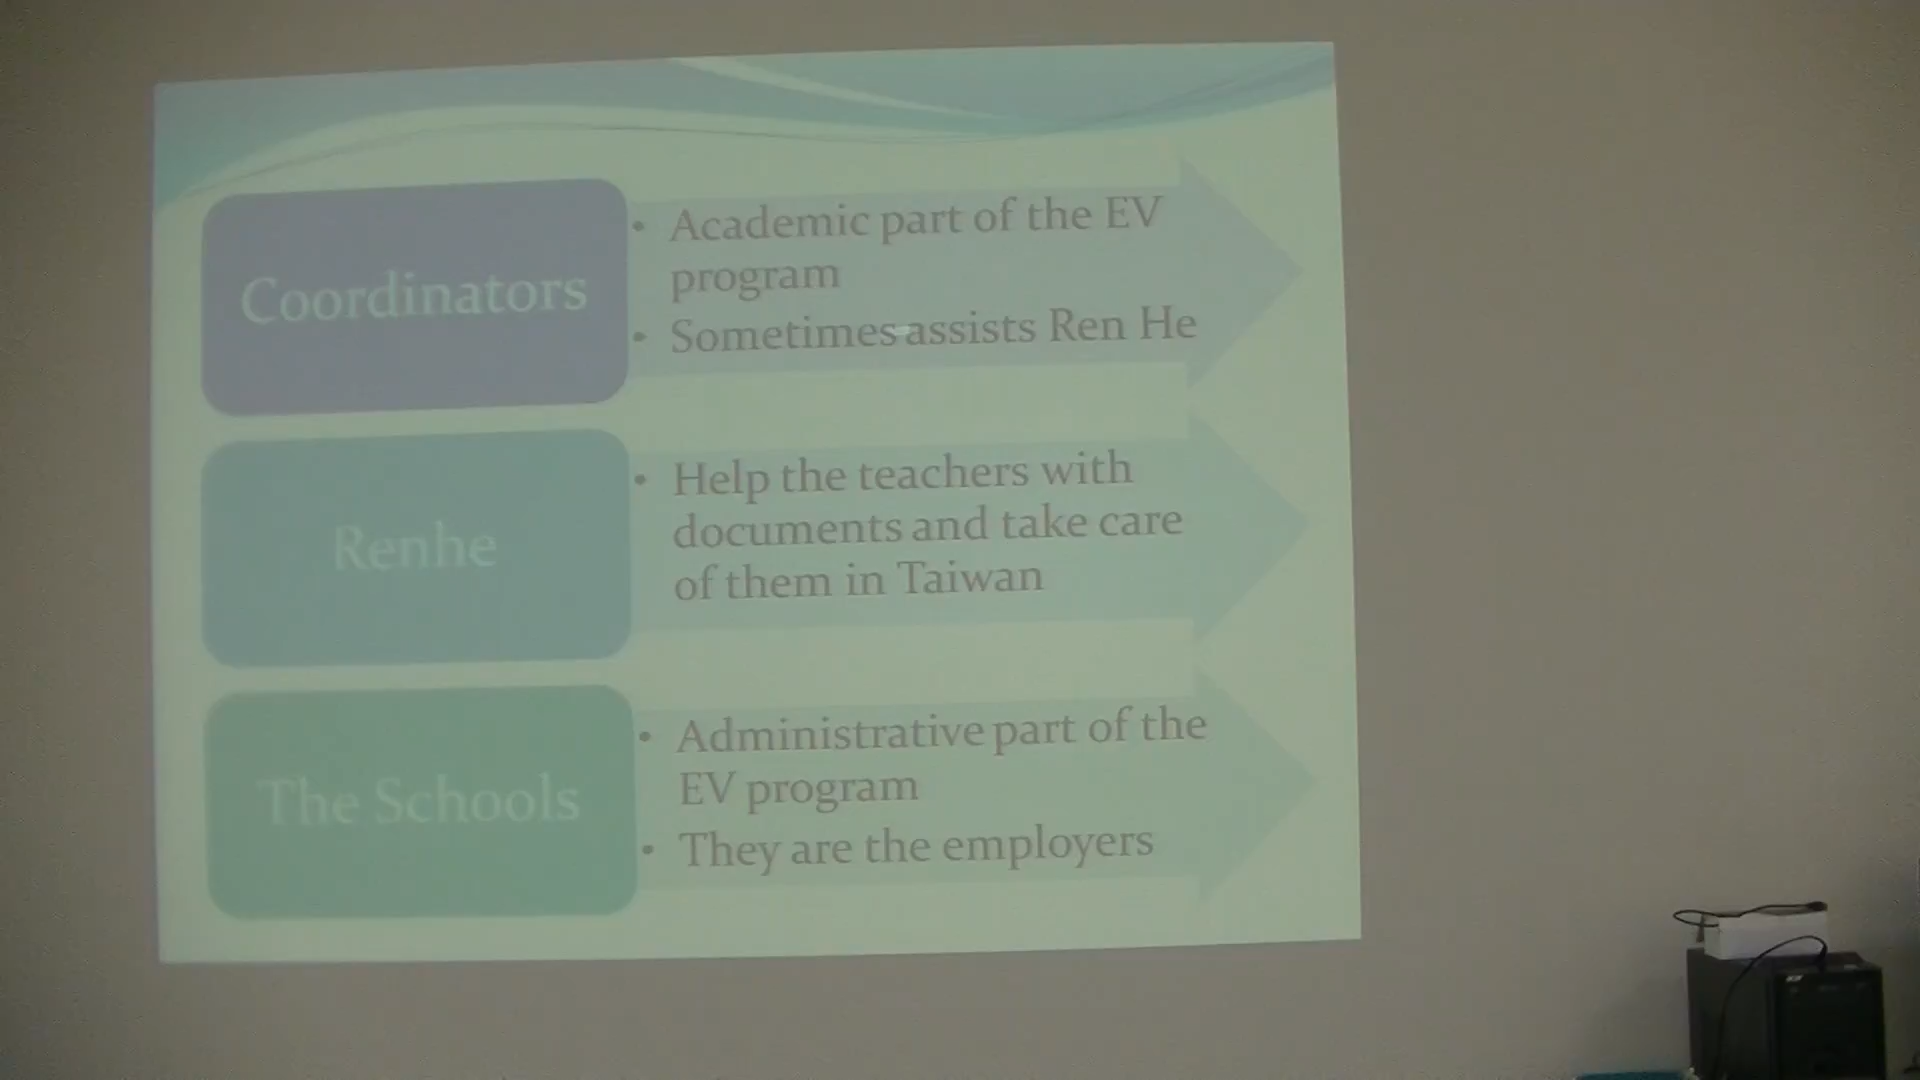 Coordinators
• Academic part of the EV
program
• Sometimes assists Ren He
Renhe
• Help the teachers with
documents and take care
of them in Taiwan
The Schools
• Administrative part of the
EV program
• They are the employers